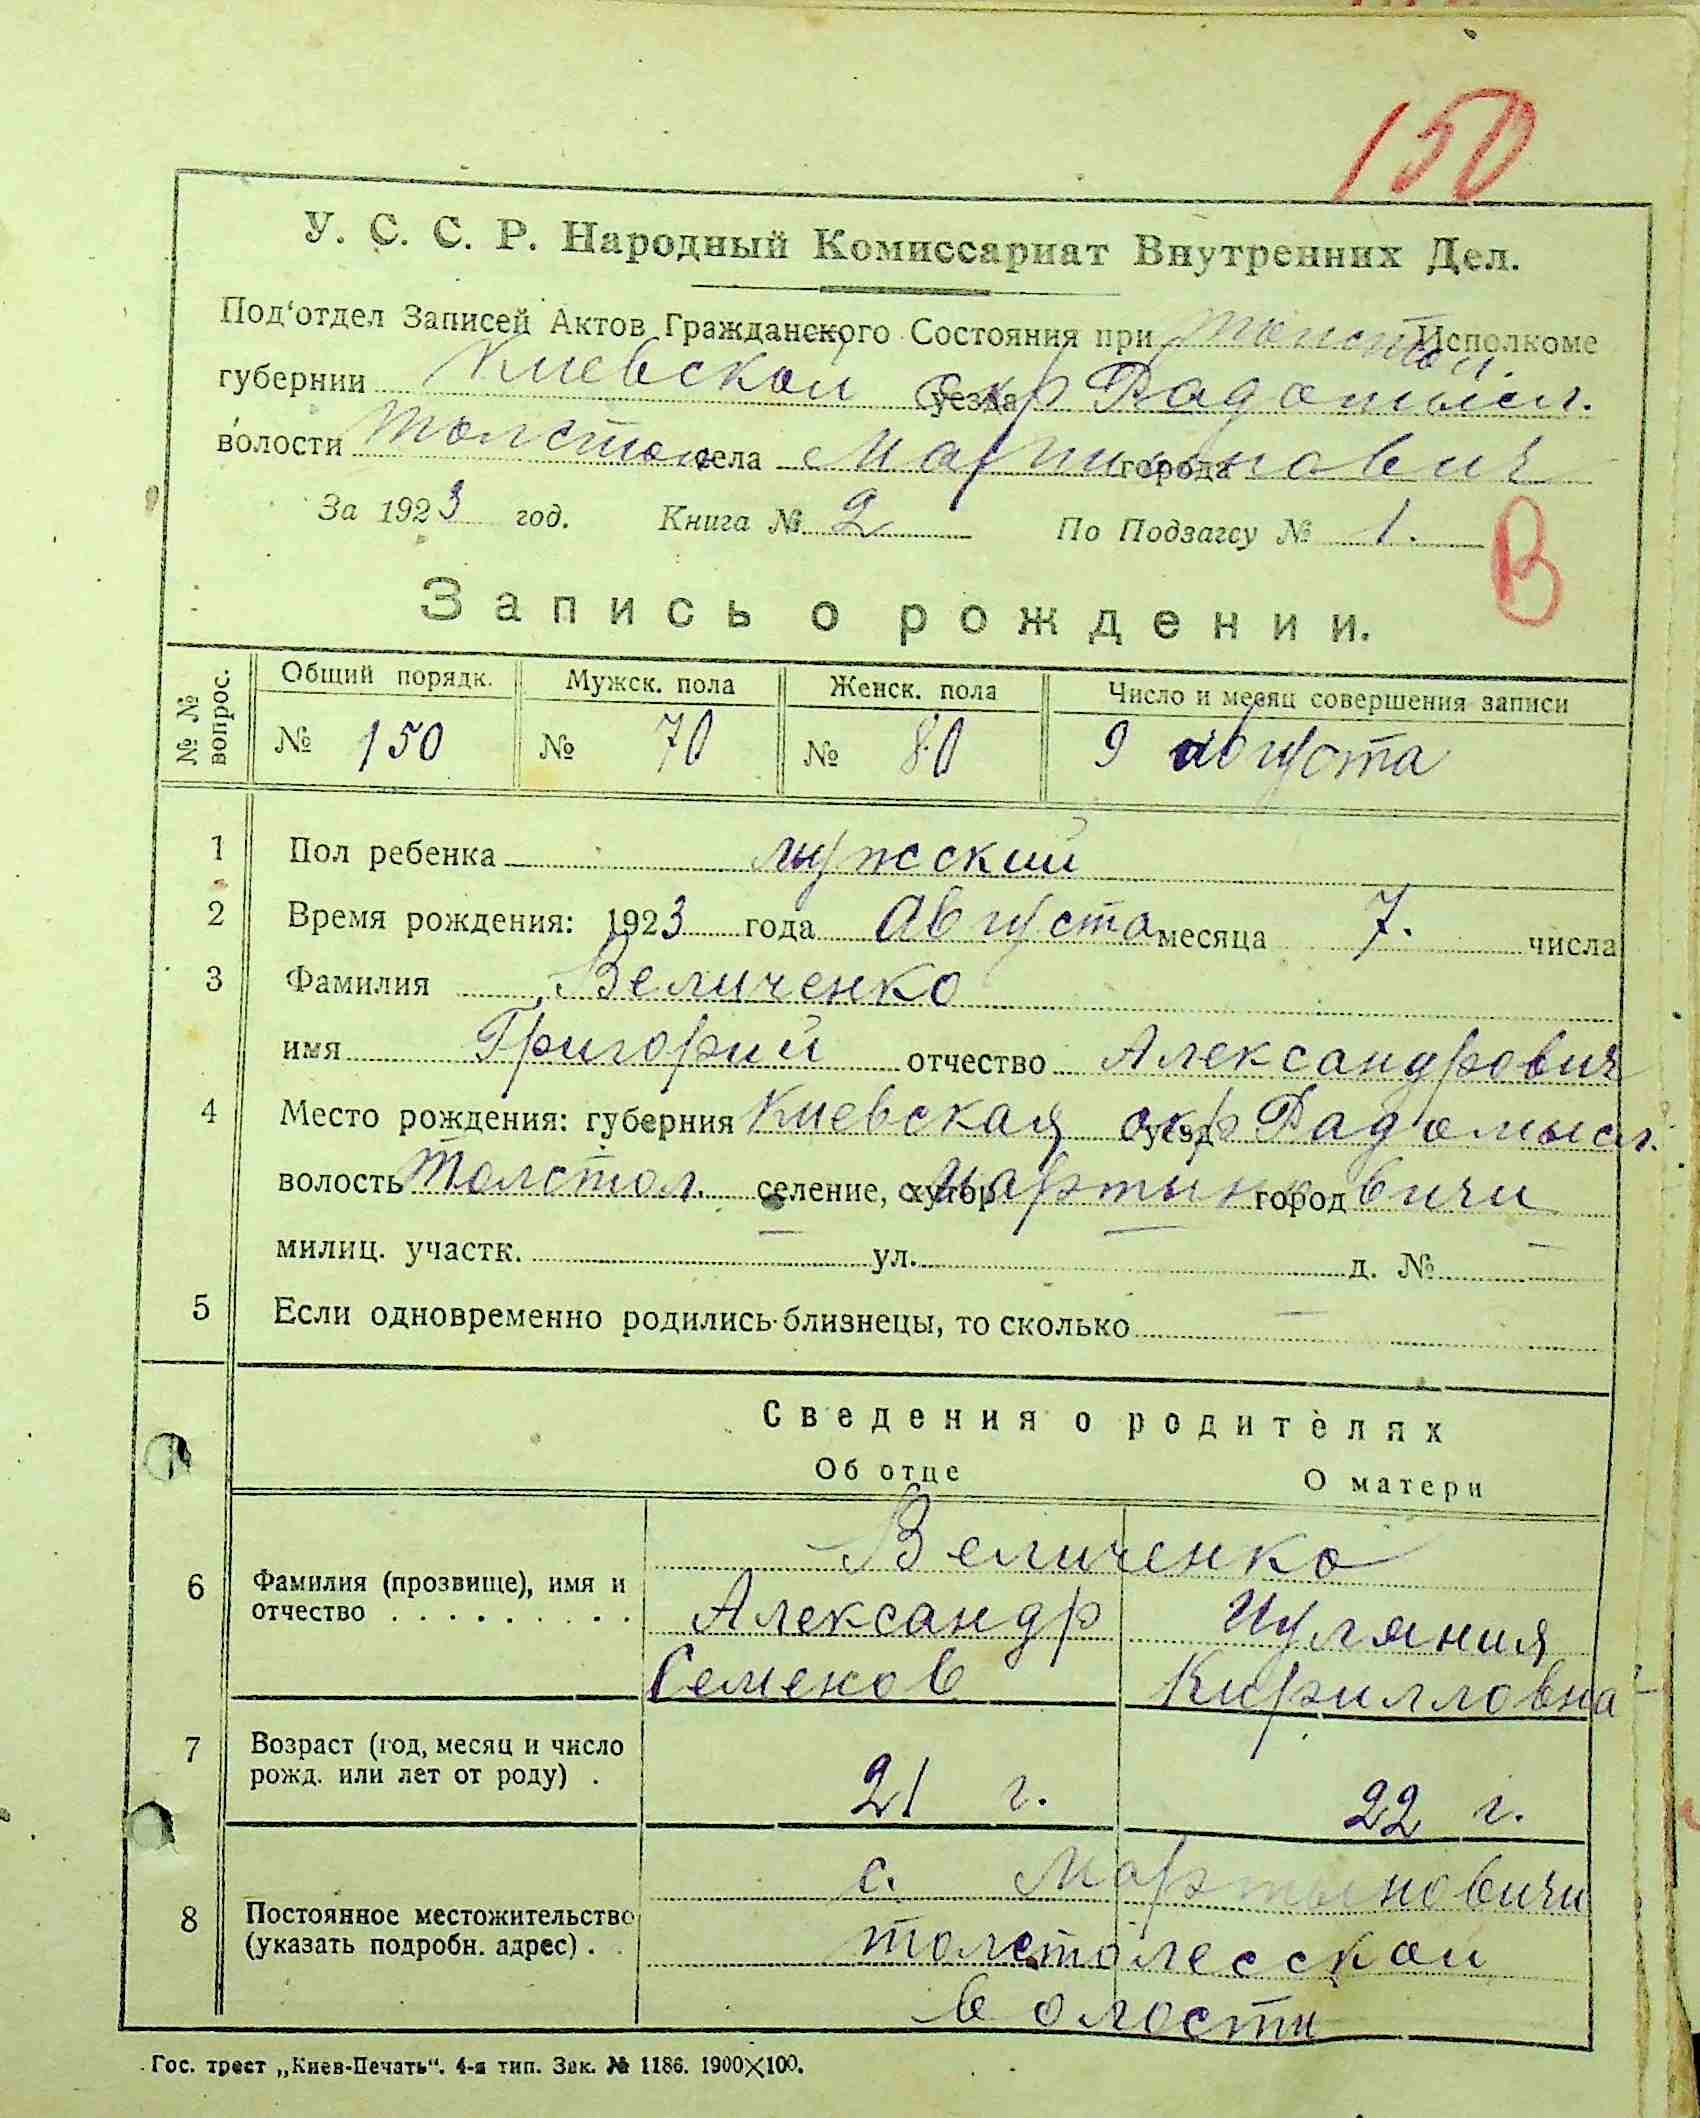 150
У. С. С. Р. Народный Комиссариат Внутренних Дел.
Под'отдел Записей Актов Гражданского Состояния при Толстол. Исполкоме
губернии Киевской уезда окр Радомысл.
волости Толстол села Мартынович города
За 1923 год. Книга № 2 По Подзагсу № 1.
В
Запись о рождении.
№ № вопрос. Общий порядк. Мужск. пола Женск. пола Число и месяц совершения записи
№ 150 № 70 № 80 9 августа
1 Пол ребенка мужский
2 Время рождения: 1923 года августа месяца 7. числа
3 Фамилия Величенко
имя Григорий отчество Александрович
4 Место рождения: губерния Киевская уезд окр Радомысл.
волость Толстол. селение, хутор Мартыновичи город
милиц. участк. — ул. — д. № —
5 Если одновременно родились близнецы, то сколько —
Сведения о родителях
Об отце О матери
Величенко
6 Фамилия (прозвище), имя и Александр Иуляния
отчество . . . . . . . . . Семенов Кирилловна
7 Возраст (год, месяц и число
рожд. или лет от роду) . 21 г. 22 г.
с. Мартыновичи
8 Постоянное местожительство толстолесской
(указать подробн. адрес) . . волости
Гос. трест „Киев-Печать“. 4-я тип. Зак. № 1186. 1900×100.